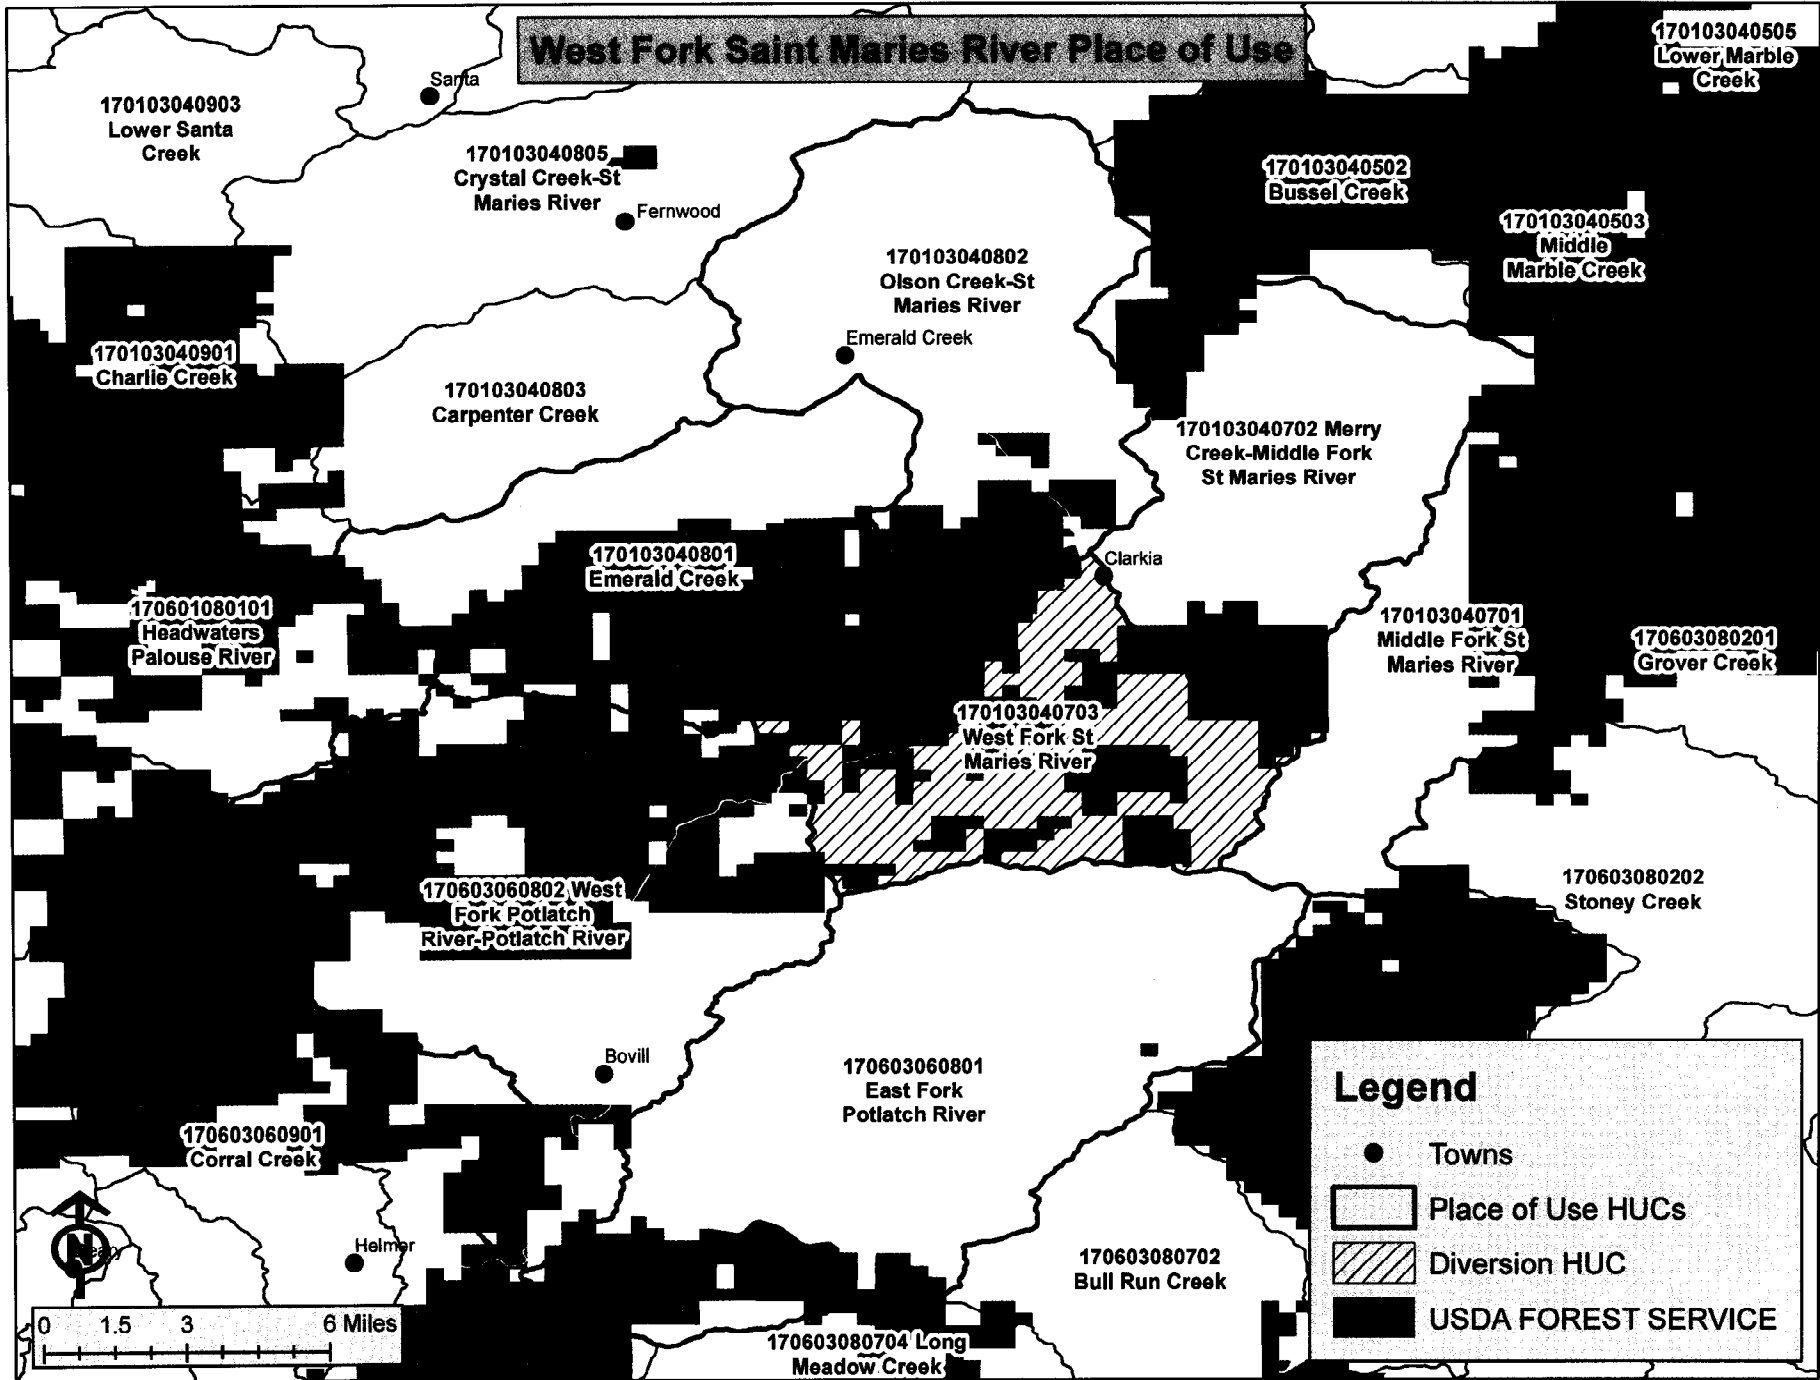 West Fork Saint Maries River Place of Use
170103040505
Lower Marble
Creek
Santa
170103040903
Lower Santa
Creek
170103040805
Crystal Creek-St
Maries River
Fernwood
170103040502
Bussel Creek
170103040503
Middle
Marble Creek
170103040802
Olson Creek-St
Maries River
Emerald Creek
170103040901
Charlie Creek
170103040803
Carpenter Creek
170103040702 Merry
Creek-Middle Fork
St Maries River
170103040801
Emerald Creek
Clarkia
170601080101
Headwaters
Palouse River
170103040701
Middle Fork St
Maries River
170603080201
Grover Creek
170103040703
West Fork St
Maries River
170603060802 West
Fork Potlatch
River-Potlatch River
170603080202
Stoney Creek
Bovill
170603060801
East Fork
Potlatch River
170603060901
Corral Creek
N
Helmer
170603080702
Bull Run Creek
170603080704 Long
Meadow Creek
0 1.5 3 6 Miles
Legend
Towns
Place of Use HUCs
Diversion HUC
USDA FOREST SERVICE